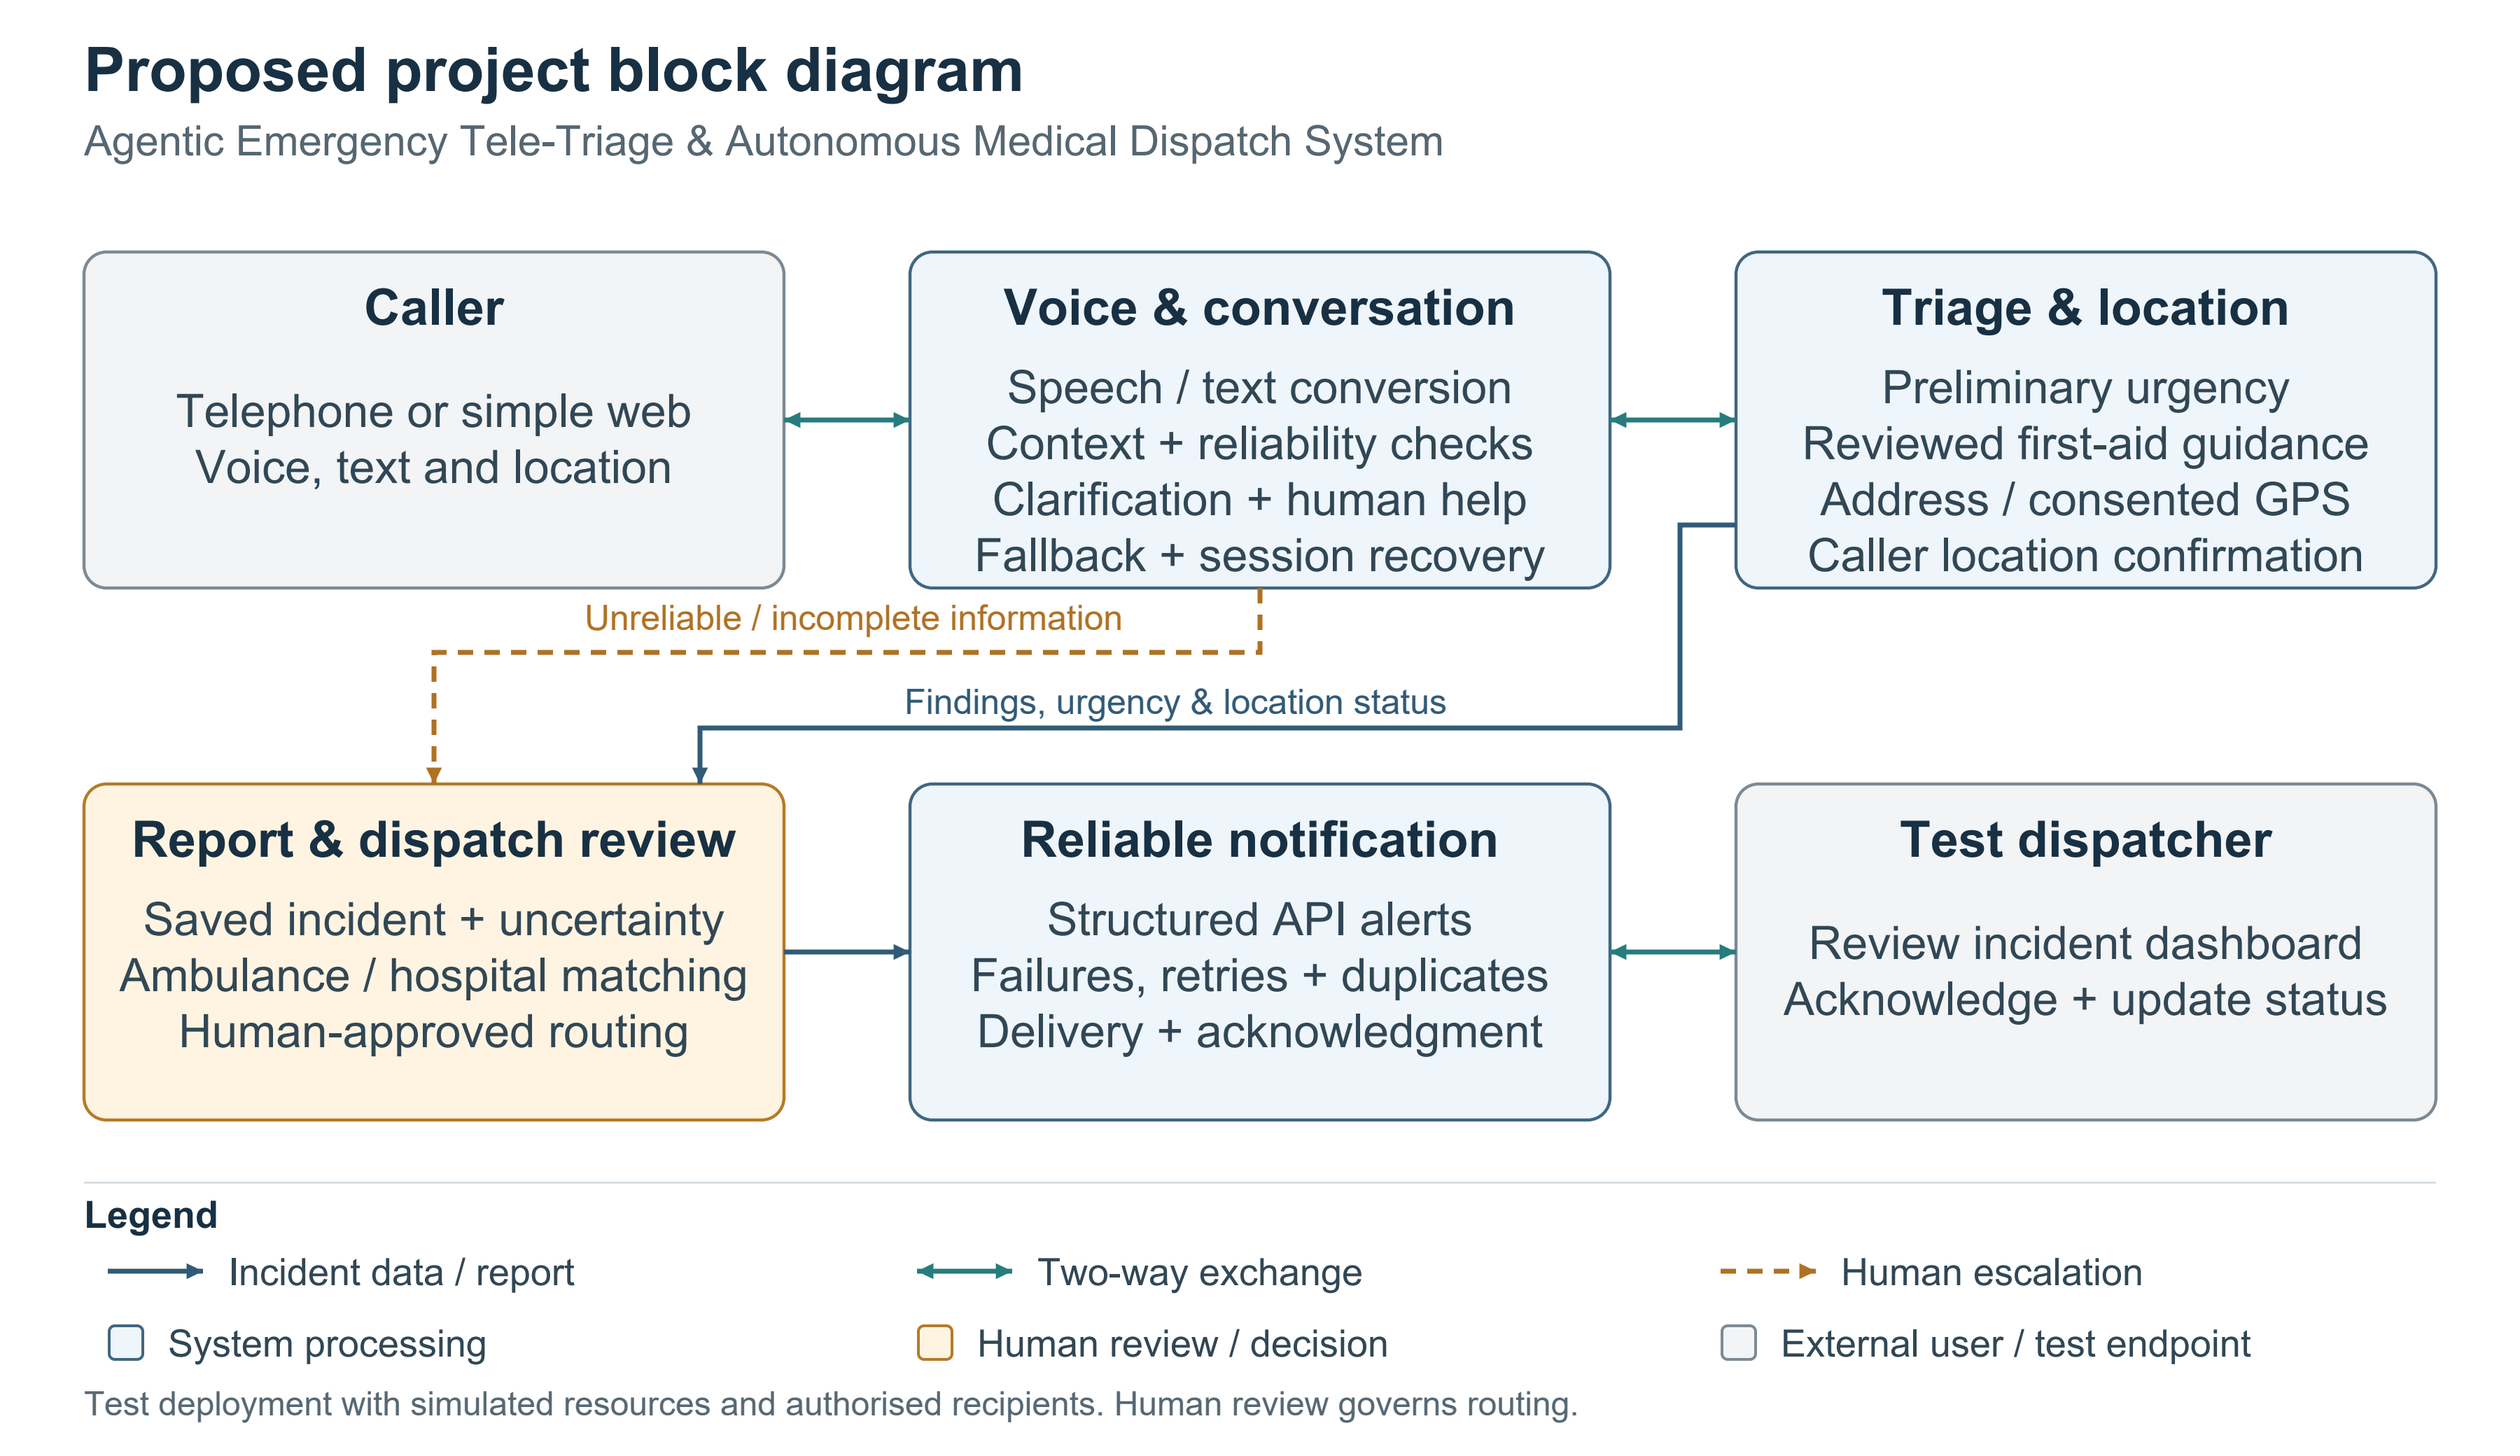 Proposed project block diagram
Agentic Emergency Tele-Triage & Autonomous Medical Dispatch System
Caller
Telephone or simple web
Voice, text and location
Voice & conversation
Speech / text conversion
Context + reliability checks
Clarification + human help
Fallback + session recovery
Triage & location
Preliminary urgency
Reviewed first-aid guidance
Address / consented GPS
Caller location confirmation
Unreliable / incomplete information
Findings, urgency & location status
Report & dispatch review
Saved incident + uncertainty
Ambulance / hospital matching
Human-approved routing
Reliable notification
Structured API alerts
Failures, retries + duplicates
Delivery + acknowledgment
Test dispatcher
Review incident dashboard
Acknowledge + update status
Legend
Incident data / report
Two-way exchange
Human escalation
System processing
Human review / decision
External user / test endpoint
Test deployment with simulated resources and authorised recipients. Human review governs routing.